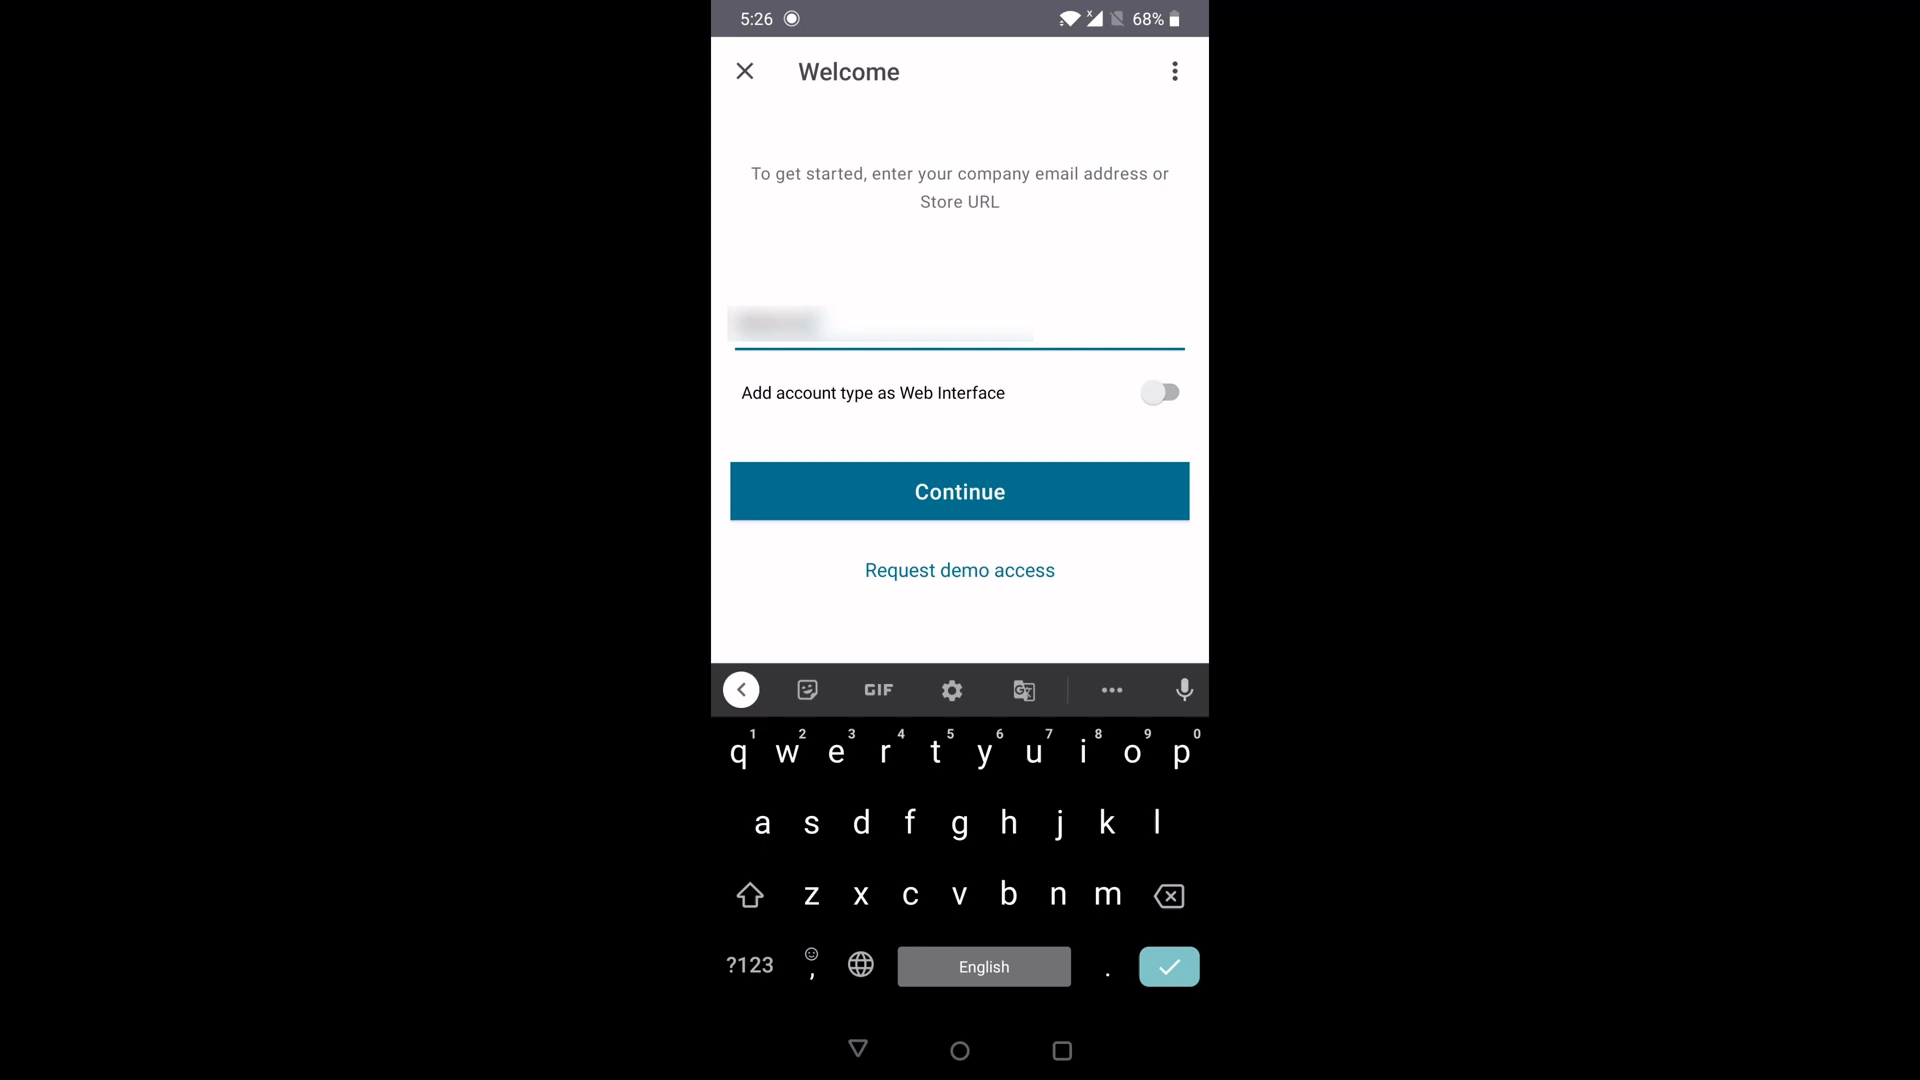 5:26
68%
Welcome
To get started, enter your company email address or
Store URL
Add account type as Web Interface
Continue
Request demo access
GIF
1 2 3 4 5 6 7 8 9 0
q w e r t y u i o p
a s d f g h j k l
z x c v b n m
?123 , English .